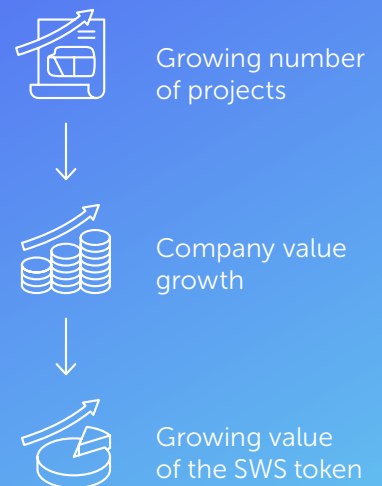 Growing number
of projects
Company value
growth
Growing value
of the SWS token